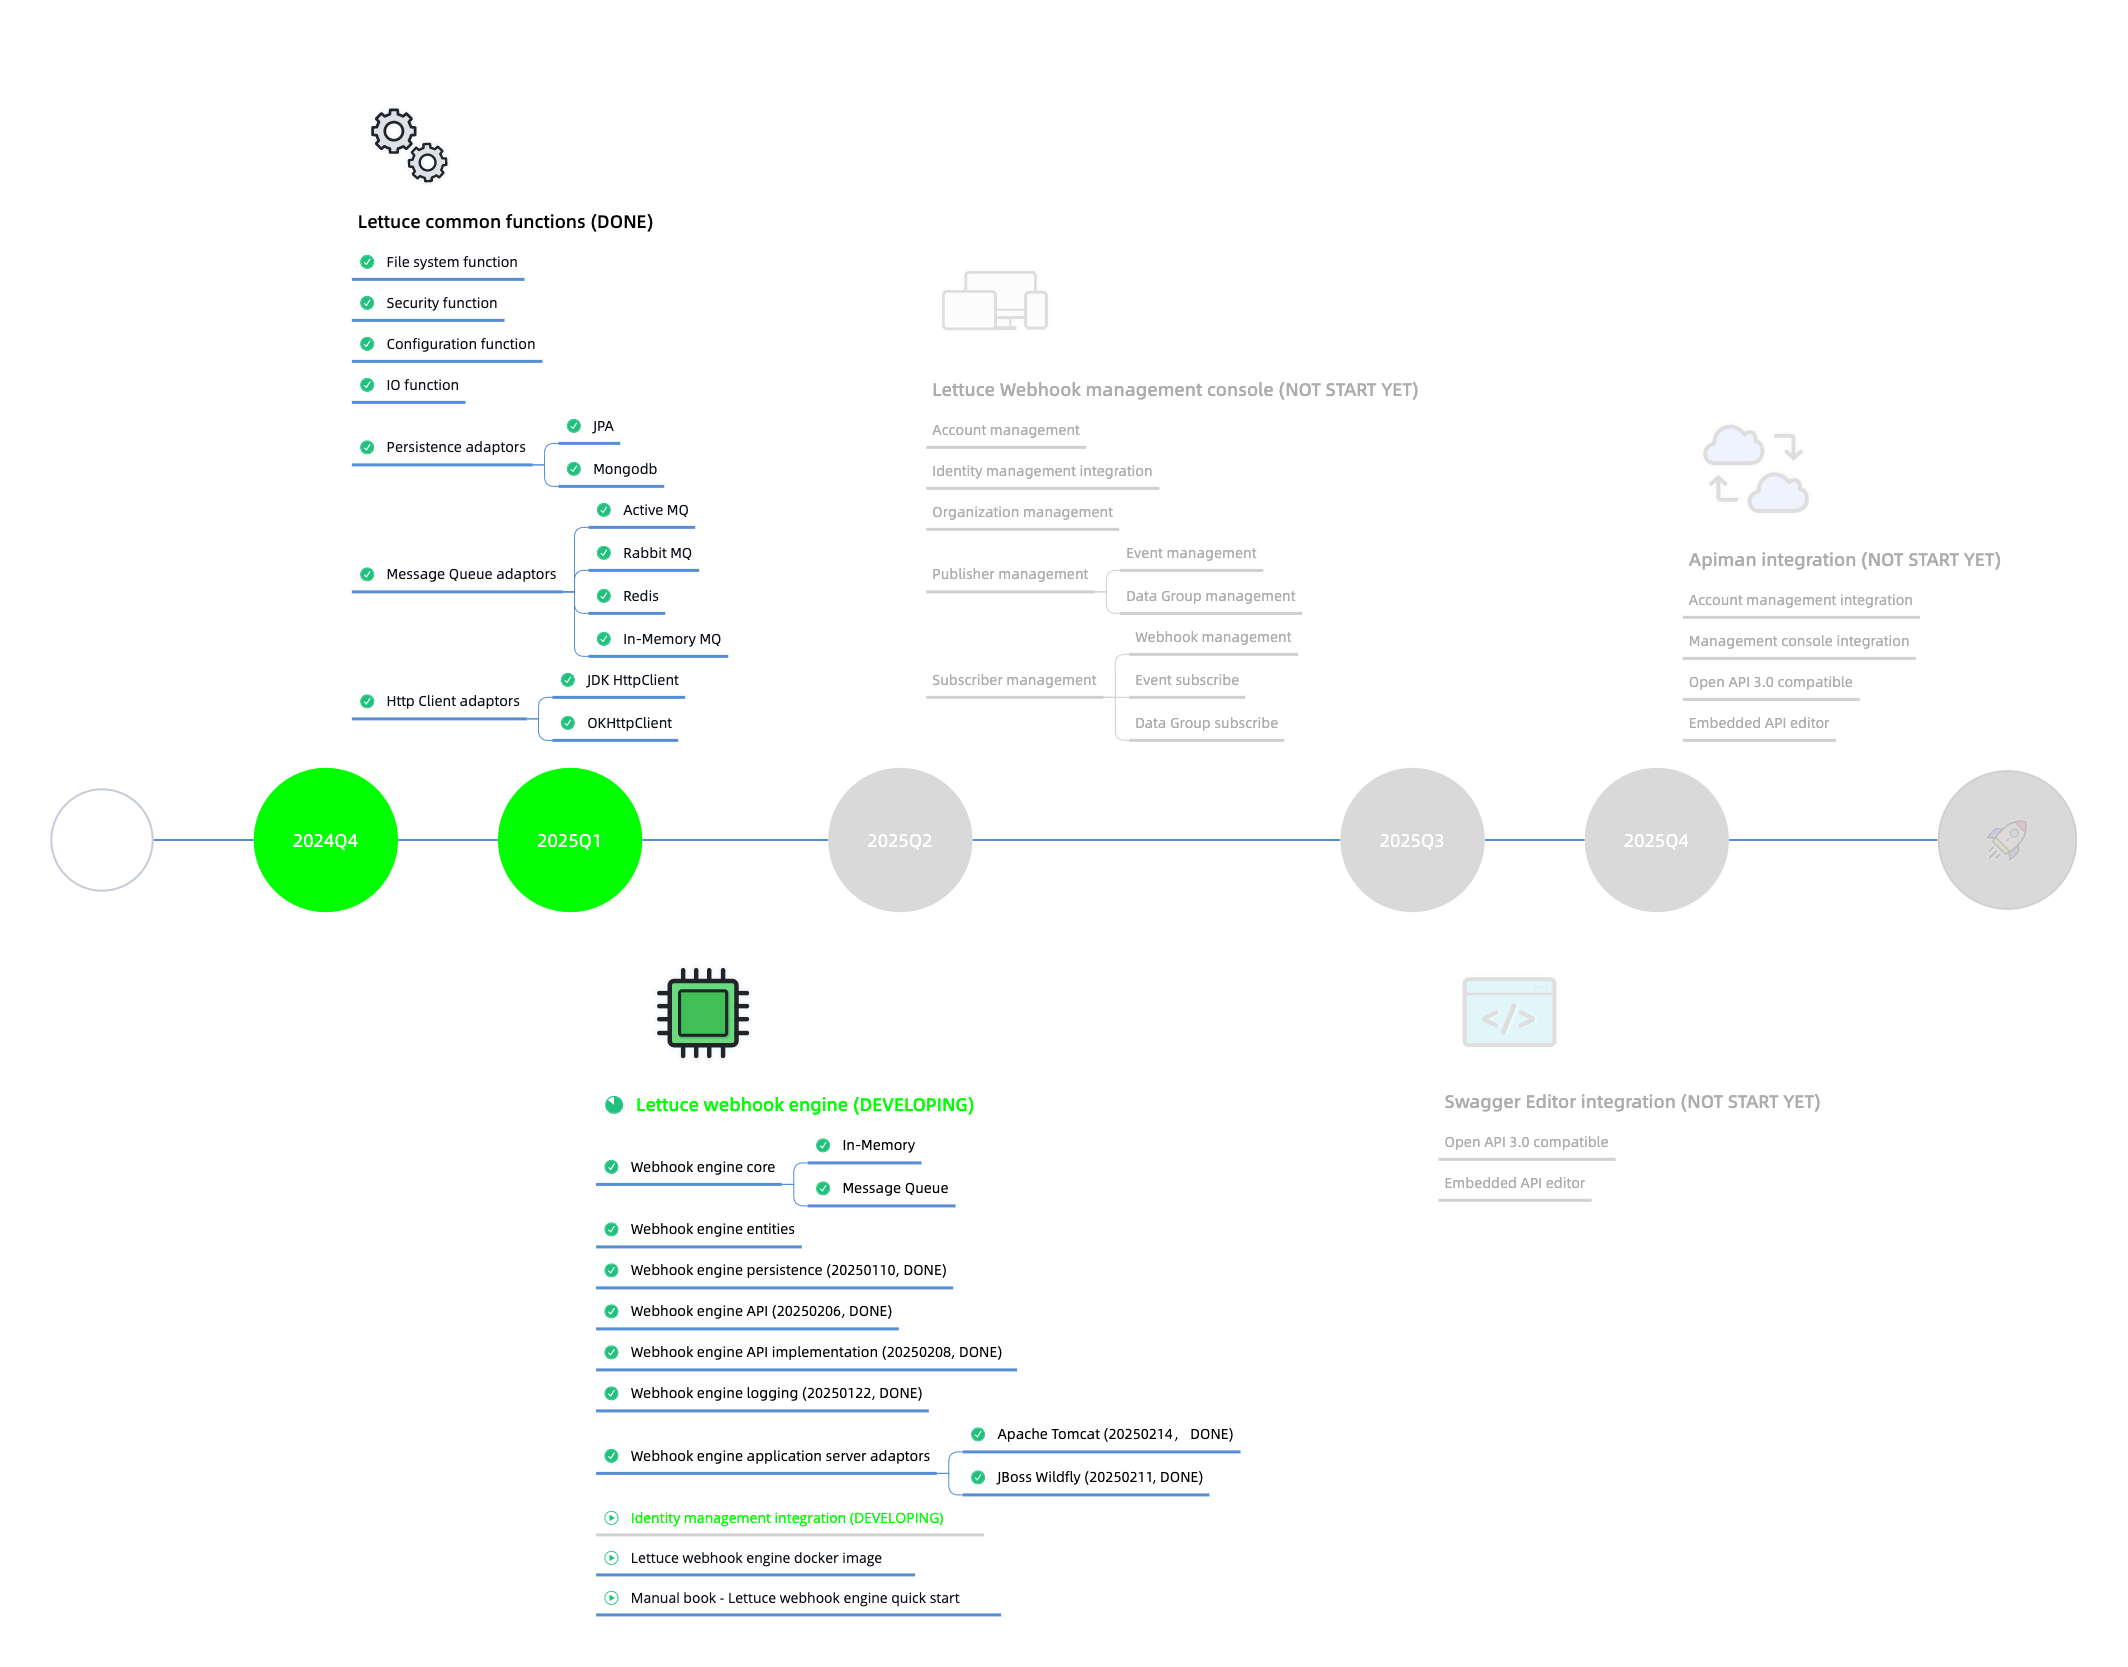 Lettuce common functions (DONE)
File system function
Security function
Configuration function
IO function
Persistence adaptors
JPA
Mongodb
Message Queue adaptors
Active MQ
Rabbit MQ
Redis
In-Memory MQ
Http Client adaptors
JDK HttpClient
OKHttpClient
Lettuce Webhook management console (NOT START YET)
Account management
Identity management integration
Organization management
Publisher management
Event management
Data Group management
Subscriber management
Webhook management
Event subscribe
Data Group subscribe
Apiman integration (NOT START YET)
Account management integration
Management console integration
Open API 3.0 compatible
Embedded API editor
2024Q4
2025Q1
2025Q2
2025Q3
2025Q4
Lettuce webhook engine (DEVELOPING)
Webhook engine core
In-Memory
Message Queue
Webhook engine entities
Webhook engine persistence (20250110, DONE)
Webhook engine API (20250206, DONE)
Webhook engine API implementation (20250208, DONE)
Webhook engine logging (20250122, DONE)
Webhook engine application server adaptors
Apache Tomcat (20250214， DONE)
JBoss Wildfly (20250211, DONE)
Identity management integration (DEVELOPING)
Lettuce webhook engine docker image
Manual book - Lettuce webhook engine quick start
</>
Swagger Editor integration (NOT START YET)
Open API 3.0 compatible
Embedded API editor